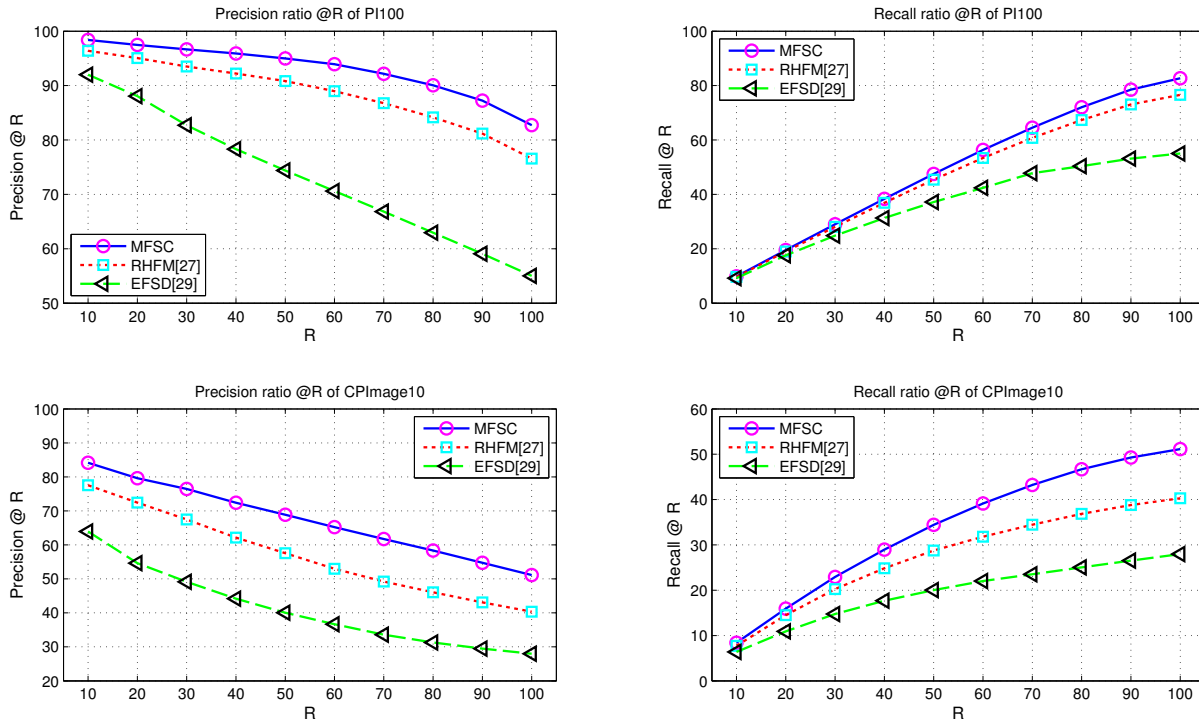 Precision ratio @R of PI100
Precision @ R
100
90
80
70
60
50
MFSC
RHFM[27]
EFSD[29]
10 20 30 40 50 60 70 80 90 100
R
Recall ratio @R of PI100
Recall @ R
100
80
60
40
20
0
MFSC
RHFM[27]
EFSD[29]
10 20 30 40 50 60 70 80 90 100
R
Precision ratio @R of CPImage10
Precision @ R
100
90
80
70
60
50
40
30
20
MFSC
RHFM[27]
EFSD[29]
10 20 30 40 50 60 70 80 90 100
R
Recall ratio @R of CPImage10
Recall @ R
60
50
40
30
20
10
0
MFSC
RHFM[27]
EFSD[29]
10 20 30 40 50 60 70 80 90 100
R